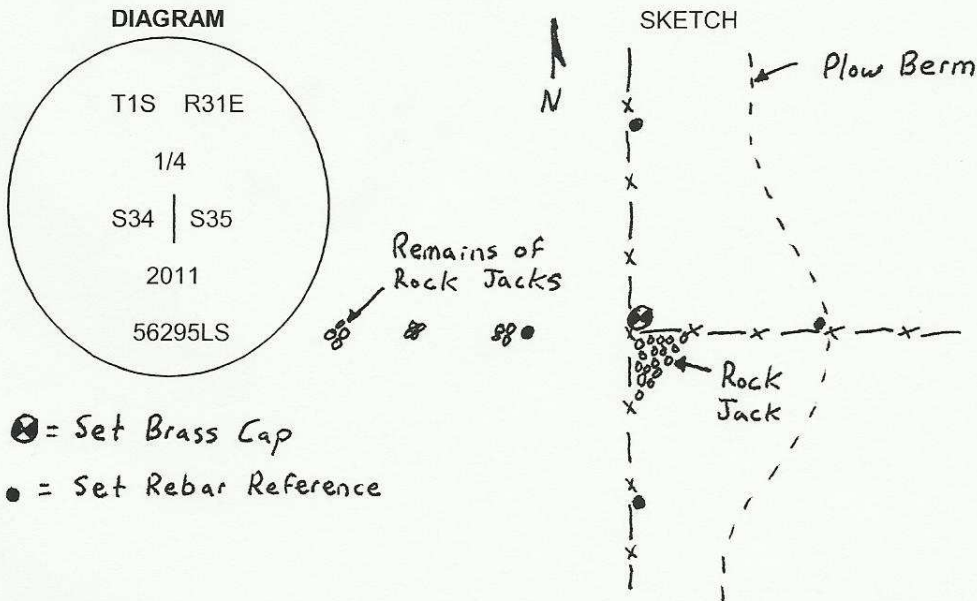 DIAGRAM
T1S R31E
1/4
S34 | S35
2011
56295LS
= Set Brass Cap
= Set Rebar Reference
Remains of
Rock Jacks
N
SKETCH
Plow Berm
Rock
Jack